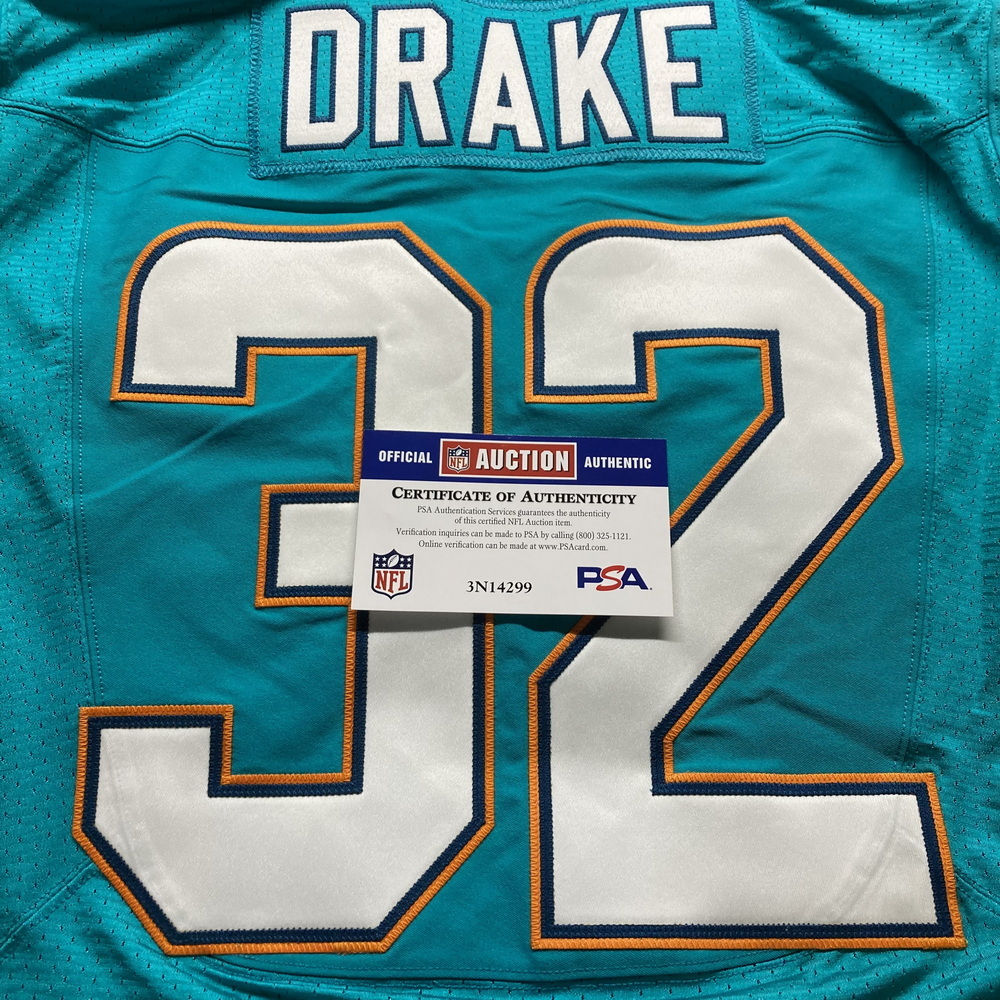 DRAKE
32
OFFICIAL NFL AUCTION AUTHENTIC
CERTIFICATE OF AUTHENTICITY
PSA Authentication Services guarantees the authenticity
of this certified NFL Auction item.
Verification inquiries can be made to PSA by calling (800) 325-1121.
Online verification can be made at www.PSAcard.com.
NFL 3N14299 PSA